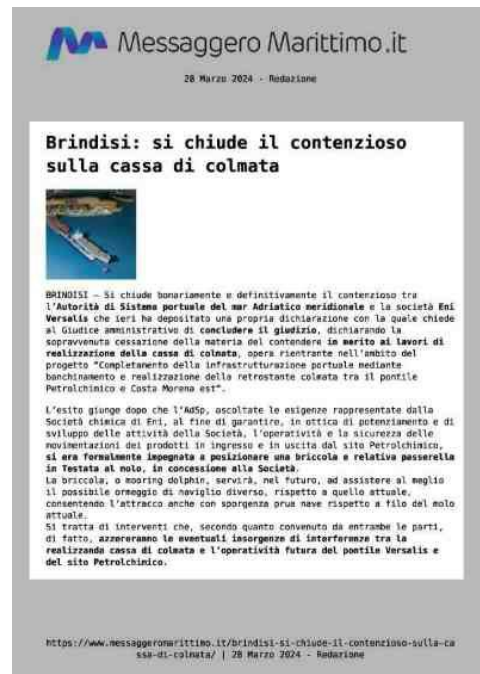 Messaggero Marittimo.it
28 Marzo 2024 - Redazione
Brindisi: si chiude il contenzioso
sulla cassa di colmata
BRINDISI – Si chiude bonariamente e definitivamente il contenzioso tra
l'Autorità di Sistema portuale del mar Adriatico meridionale e la società Eni
Versalis che ieri ha depositato una propria dichiarazione con la quale chiede
al Giudice amministrativo di concludere il giudizio, dichiarando la
sopravvenuta cessazione della materia del contendere in merito ai lavori di
realizzazione della cassa di colmata, opera rientrante nell'ambito del
progetto "Completamento della infrastrutturazione portuale mediante
banchinamento e realizzazione della retrostante colmata tra il pontile
Petrolchimico e Costa Morena est".
L'esito giunge dopo che l'AdSp, ascoltate le esigenze rappresentate dalla
Società chimica di Eni, al fine di garantire, in ottica di potenziamento e di
sviluppo delle attività della Società, l'operatività e la sicurezza delle
movimentazioni dei prodotti in ingresso e in uscita dal sito Petrolchimico,
si era formalmente impegnata a posizionare una briccola e relativa passerella
in Testata al molo, in concessione alla Società.
La briccola, o mooring dolphin, servirà, nel futuro, ad assistere al meglio
il possibile ormeggio di naviglio diverso, rispetto a quello attuale,
consentendo l'attracco anche con sporgenza prua nave rispetto a filo del molo
attuale.
Si tratta di interventi che, secondo quanto convenuto da entrambe le parti,
di fatto, azzereranno le eventuali insorgenze di interferenze tra la
realizzanda cassa di colmata e l'operatività futura del pontile Versalis e
del sito Petrolchimico.
https://www.messaggeromarittimo.it/brindisi-si-chiude-il-contenzioso-sulla-ca
ssa-di-colmata/ | 28 Marzo 2024 - Redazione